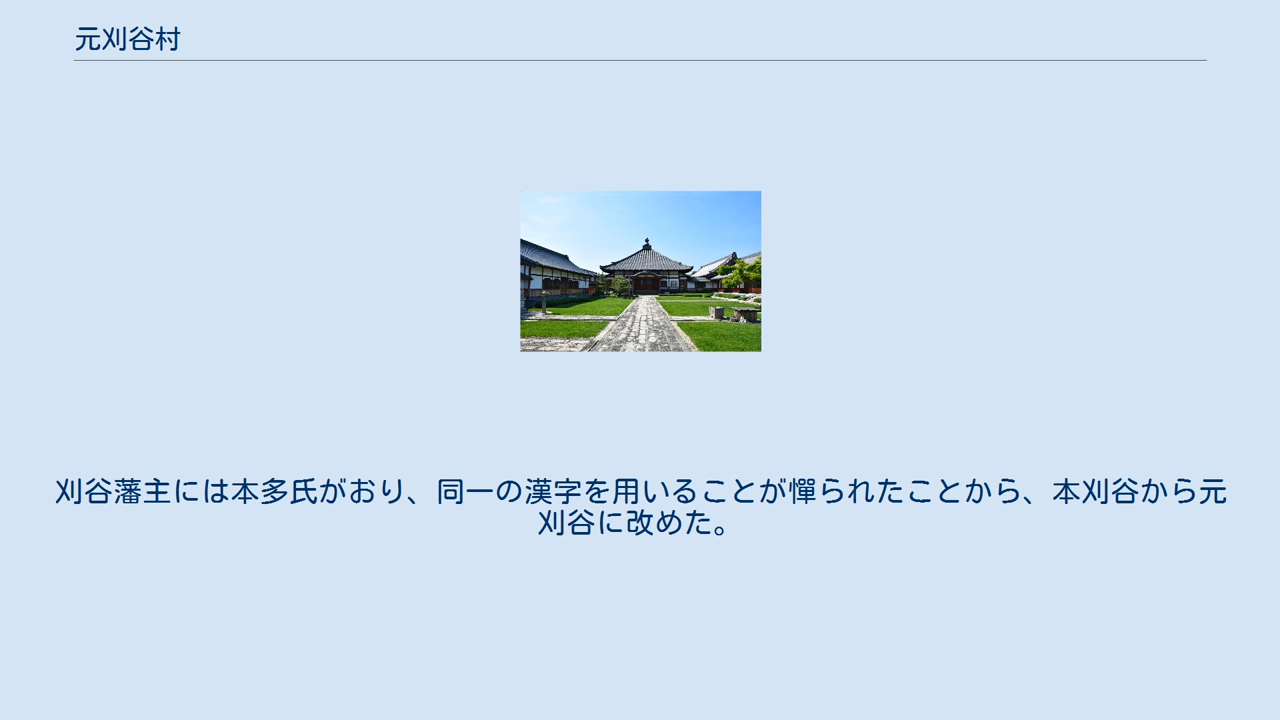 元刈谷村
刈谷藩主には本多氏がおり、同一の漢字を用いることが憚られたことから、本刈谷から元
刈谷に改めた。